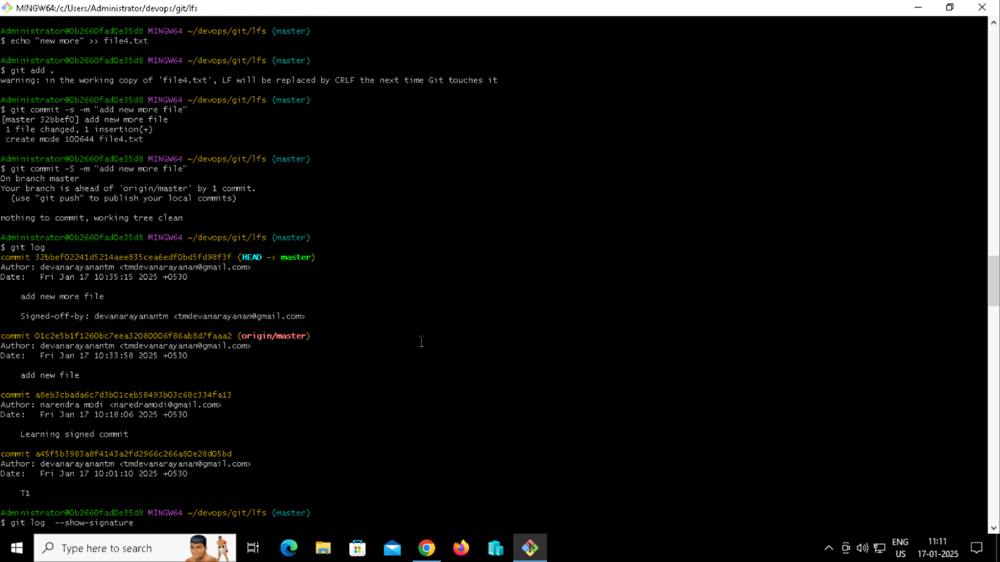 MINGW64:/c/Users/Administrator/devops/git/lfs
Administrator@0b2660fad0e35d8 MINGW64 ~/devops/git/lfs (master)
$ echo "new more" >> file4.txt
Administrator@0b2660fad0e35d8 MINGW64 ~/devops/git/lfs (master)
$ git add .
warning: in the working copy of 'file4.txt', LF will be replaced by CRLF the next time Git touches it
Administrator@0b2660fad0e35d8 MINGW64 ~/devops/git/lfs (master)
$ git commit -s -m "add new more file"
[master 32bbef0] add new more file
 1 file changed, 1 insertion(+)
 create mode 100644 file4.txt
Administrator@0b2660fad0e35d8 MINGW64 ~/devops/git/lfs (master)
$ git commit -S -m "add new more file"
On branch master
Your branch is ahead of 'origin/master' by 1 commit.
  (use "git push" to publish your local commits)
nothing to commit, working tree clean
Administrator@0b2660fad0e35d8 MINGW64 ~/devops/git/lfs (master)
$ git log
commit 32bbef02241d5214aee835cea6edf0bd5fd98f3f (HEAD -> master)
Author: devanarayanantm <tmdevanarayanan@gmail.com>
Date:   Fri Jan 17 10:35:15 2025 +0530
    add new more file
    Signed-off-by: devanarayanantm <tmdevanarayanan@gmail.com>
commit 01c2e5b1f1260bc7eea32080006f86ab8d7faaa2 (origin/master)
Author: devanarayanantm <tmdevanarayanan@gmail.com>
Date:   Fri Jan 17 10:33:58 2025 +0530
    add new file
commit a8eb3cbada6c7d3b01ceb58493b03c68c334fa13
Author: narendra modi <naredramodi@gmail.com>
Date:   Fri Jan 17 10:18:06 2025 +0530
    Learning signed commit
commit a45f5b3983a8f4143a2fd2966c266a80e28d05bd
Author: devanarayanantm <tmdevanarayanan@gmail.com>
Date:   Fri Jan 17 10:01:10 2025 +0530
    T1
Administrator@0b2660fad0e35d8 MINGW64 ~/devops/git/lfs (master)
$ git log  --show-signature
Type here to search
ENG
US
11:11
17-01-2025